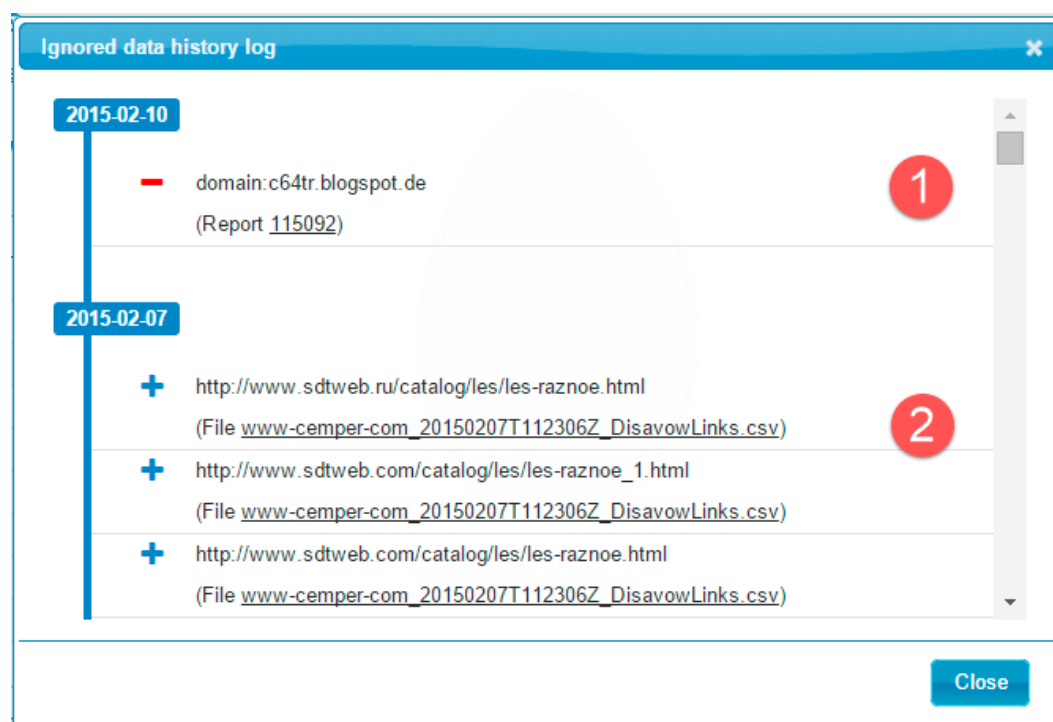 Ignored data history log
2015-02-10
domain:c64tr.blogspot.de
1
(Report 115092)
2015-02-07
http://www.sdtweb.ru/catalog/les/les-raznoe.html
2
(File www-cemper-com_20150207T112306Z_DisavowLinks.csv)
http://www.sdtweb.com/catalog/les/les-raznoe_1.html
(File www-cemper-com_20150207T112306Z_DisavowLinks.csv)
http://www.sdtweb.com/catalog/les/les-raznoe.html
(File www-cemper-com_20150207T112306Z_DisavowLinks.csv)
Close